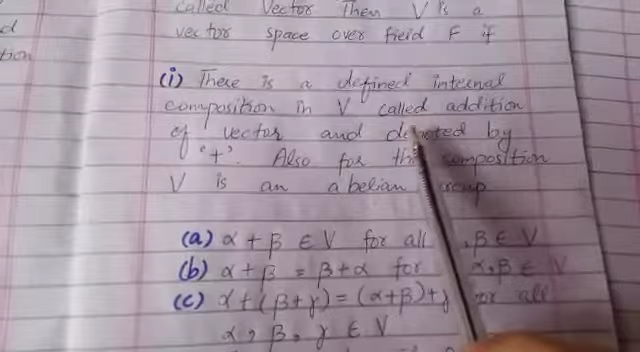 called Vector Then V is a
vector space over field F if
d
tion
(i) There is a defined internal
composition in V called addition
of vector and denoted by
'+'. Also for this composition
V is an abelian group
(a) α + β ∈ V for all , β ∈ V
(b) α + β = β + α for α, β ∈ V
(c) α + (β + γ) = (α + β) + γ for all
α, β, γ ∈ V